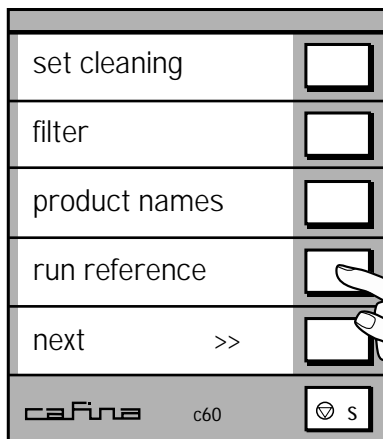 set cleaning
filter
product names
run reference
next >>
cafina c60 S